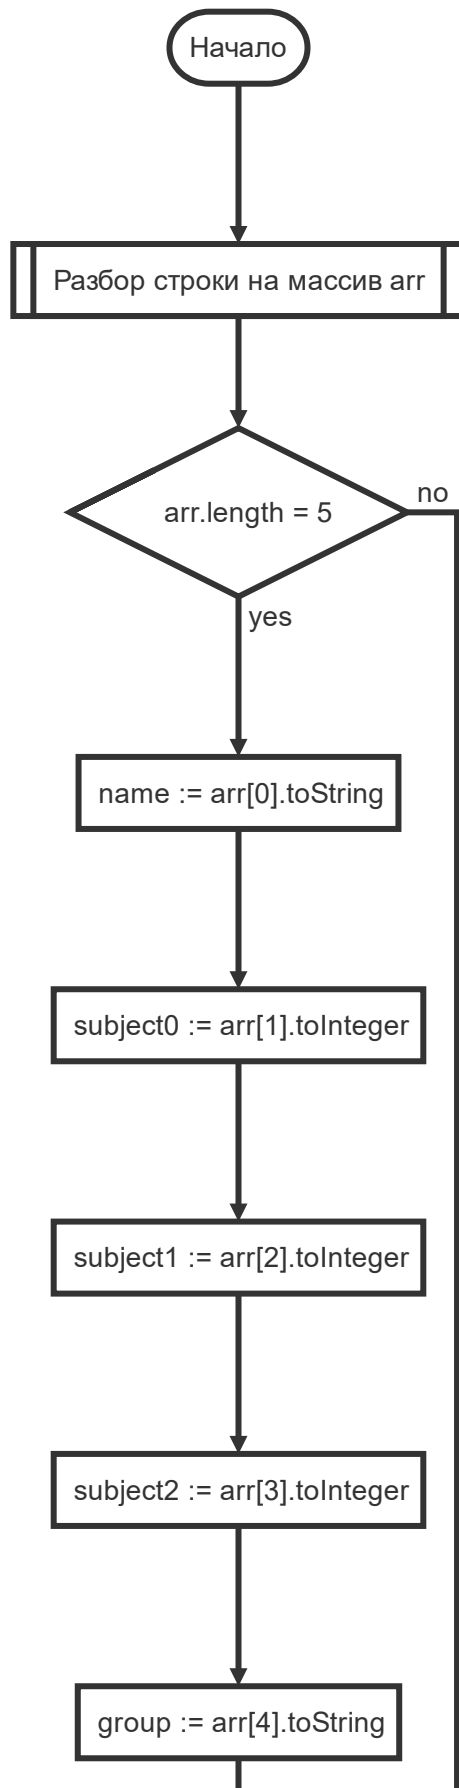 Начало
Разбор строки на массив arr
arr.length = 5
no
yes
name := arr[0].toString
subject0 := arr[1].toInteger
subject1 := arr[2].toInteger
subject2 := arr[3].toInteger
group := arr[4].toString